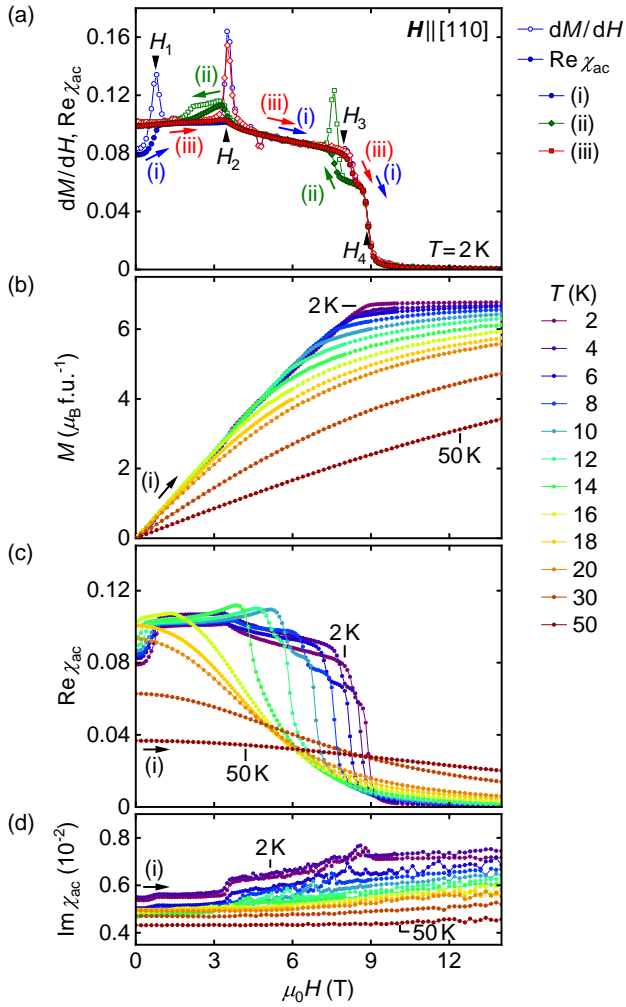 (a)
0.16
0.12
0.08
0.04
0
dM/dH, Re χac
H1
(ii)
H || [110]
(iii)
(i)
H3
(iii)
(i)
(iii)
H2
(i)
(ii)
H4
T = 2 K
dM/dH
Re χac
(i)
(ii)
(iii)
(b)
6
4
2
0
M (μB f.u.⁻¹)
2 K
(i)
50 K
T (K)
2
4
6
8
10
12
14
16
18
20
30
50
(c)
0.12
0.08
0.04
0
Re χac
2 K
(i)
50 K
(d)
0.8
0.6
0.4
Im χac (10⁻²)
(i)
2 K
50 K
0 3 6 9 12
μ0H (T)